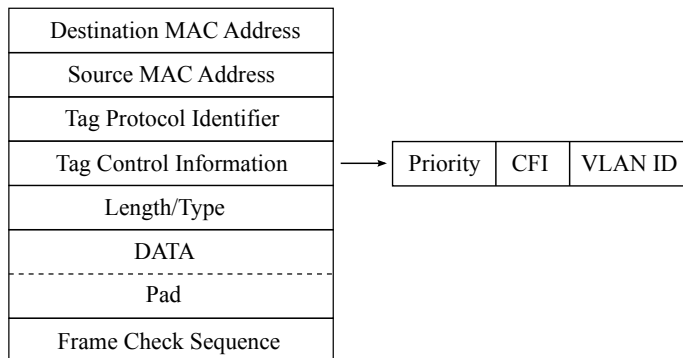 Destination MAC Address
Source MAC Address
Tag Protocol Identifier
Tag Control Information
Priority CFI VLAN ID
Length/Type
DATA
Pad
Frame Check Sequence